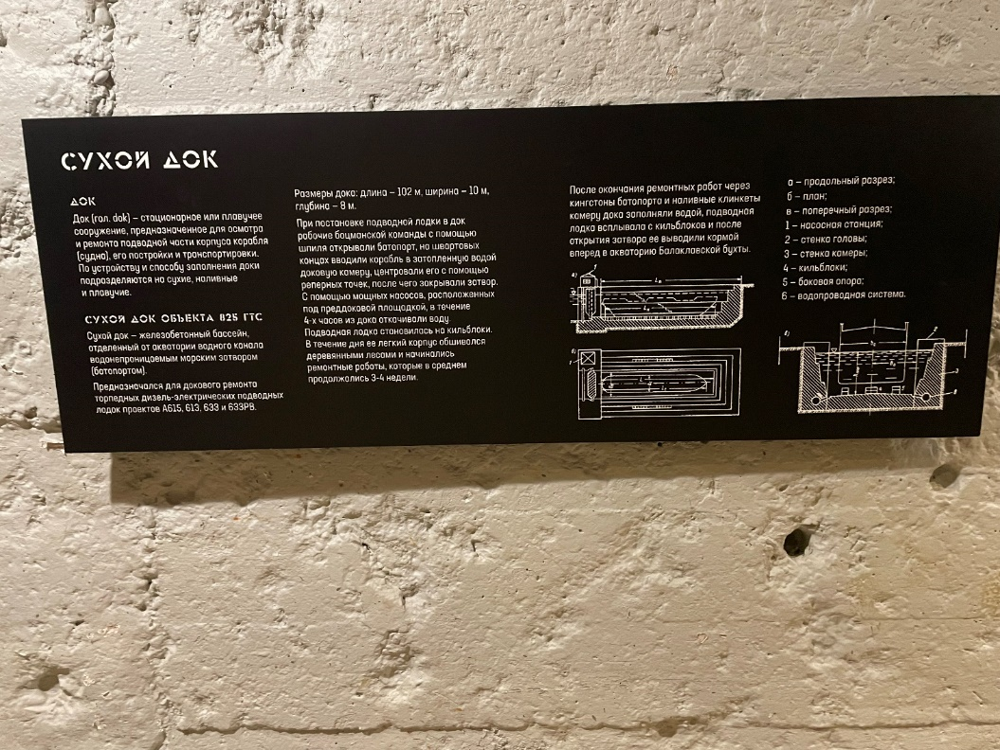 СУХОЙ ДОК
ДОК
Док (гол. dok) – стационарное или плавучее
сооружение, предназначенное для осмотра
и ремонта подводной части корпуса корабля
(судна), его постройки и транспортировки.
По устройству и способу заполнения доки
подразделяются на сухие, наливные
и плавучие.
СУХОЙ ДОК ОБЪЕКТА 825 ГТС
Сухой док – железобетонный бассейн,
отделенный от акватории водного канала
водонепроницаемым морским затвором
(батопортом).
Предназначался для докового ремонта
торпедных дизель-электрических подводных
лодок проектов А615, 613, 633 и 633РВ.
Размеры дока: длина – 102 м, ширина – 10 м,
глубина – 8 м.
При постановке подводной лодки в док
рабочие боцманской команды с помощью
шпиля открывали батопорт, на швартовых
концах вводили корабль в затопленную водой
доковую камеру, центровали его с помощью
реперных точек, после чего закрывали затвор.
С помощью мощных насосов, расположенных
под преддоковой площадкой, в течение
4-х часов из дока откачивали воду.
Подводная лодка становилась на кильблоки.
В течение дня ее легкий корпус обшивался
деревянными лесами и начинались
ремонтные работы, которые в среднем
продолжались 3-4 недели.
После окончания ремонтных работ через
кингстоны батопорта и наливные клинкеты
камеру дока заполняли водой, подводная
лодка всплывала с кильблоков и после
открытия затвора ее выводили кормой
вперед в акваторию Балаклавской бухты.
а – продольный разрез;
б – план;
в – поперечный разрез;
1 – насосная станция;
2 – стенка головы;
3 – стенка камеры;
4 – кильблоки;
5 – боковая опора;
6 – водопроводная система.